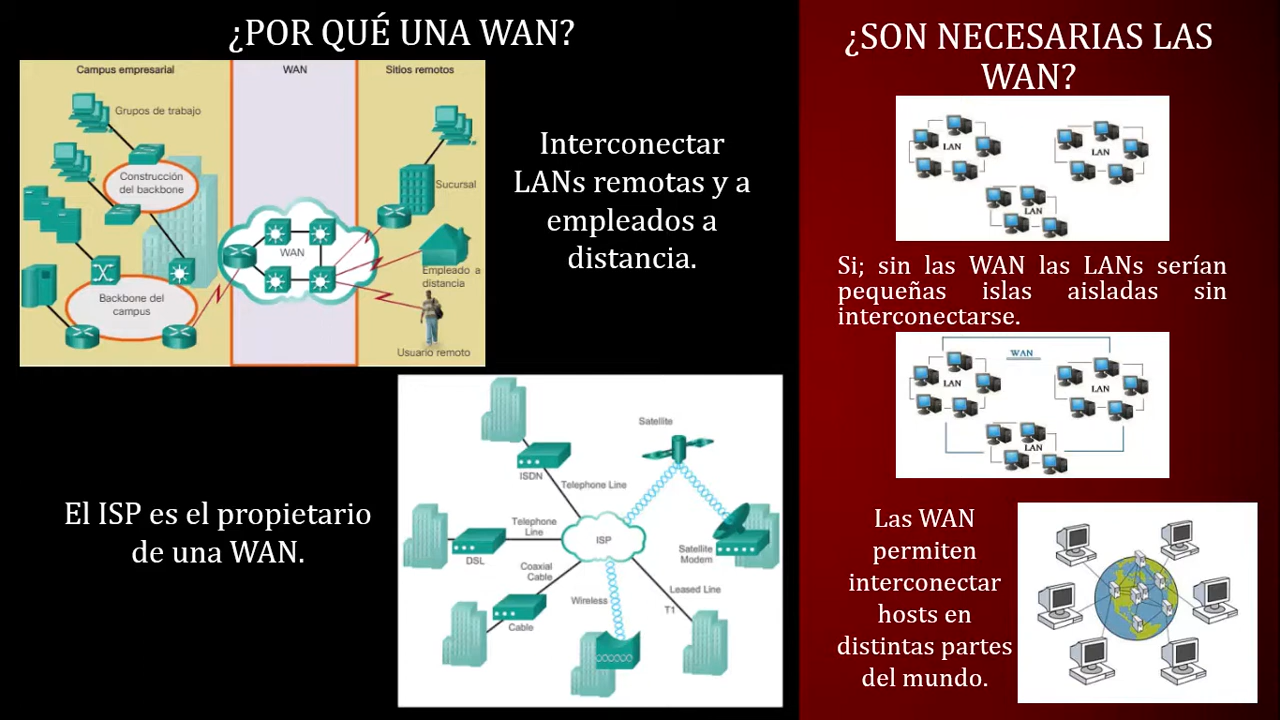 ¿POR QUÉ UNA WAN?
Campus empresarial
WAN
Sitios remotos
Grupos de trabajo
Construcción
del backbone
Sucursal
WAN
Empleado a
distancia
Backbone del
campus
Usuario remoto
Interconectar
LANs remotas y a
empleados a
distancia.
El ISP es el propietario
de una WAN.
Satellite
ISDN
Telephone Line
Telephone
Line
ISP
DSL
Satellite
Modem
Coaxial
Cable
Wireless
Leased Line
T1
Cable
¿SON NECESARIAS LAS
WAN?
LAN
LAN
LAN
Si; sin las WAN las LANs serían
pequeñas islas aisladas sin
interconectarse.
WAN
LAN
LAN
LAN
Las WAN
permiten
interconectar
hosts en
distintas partes
del mundo.